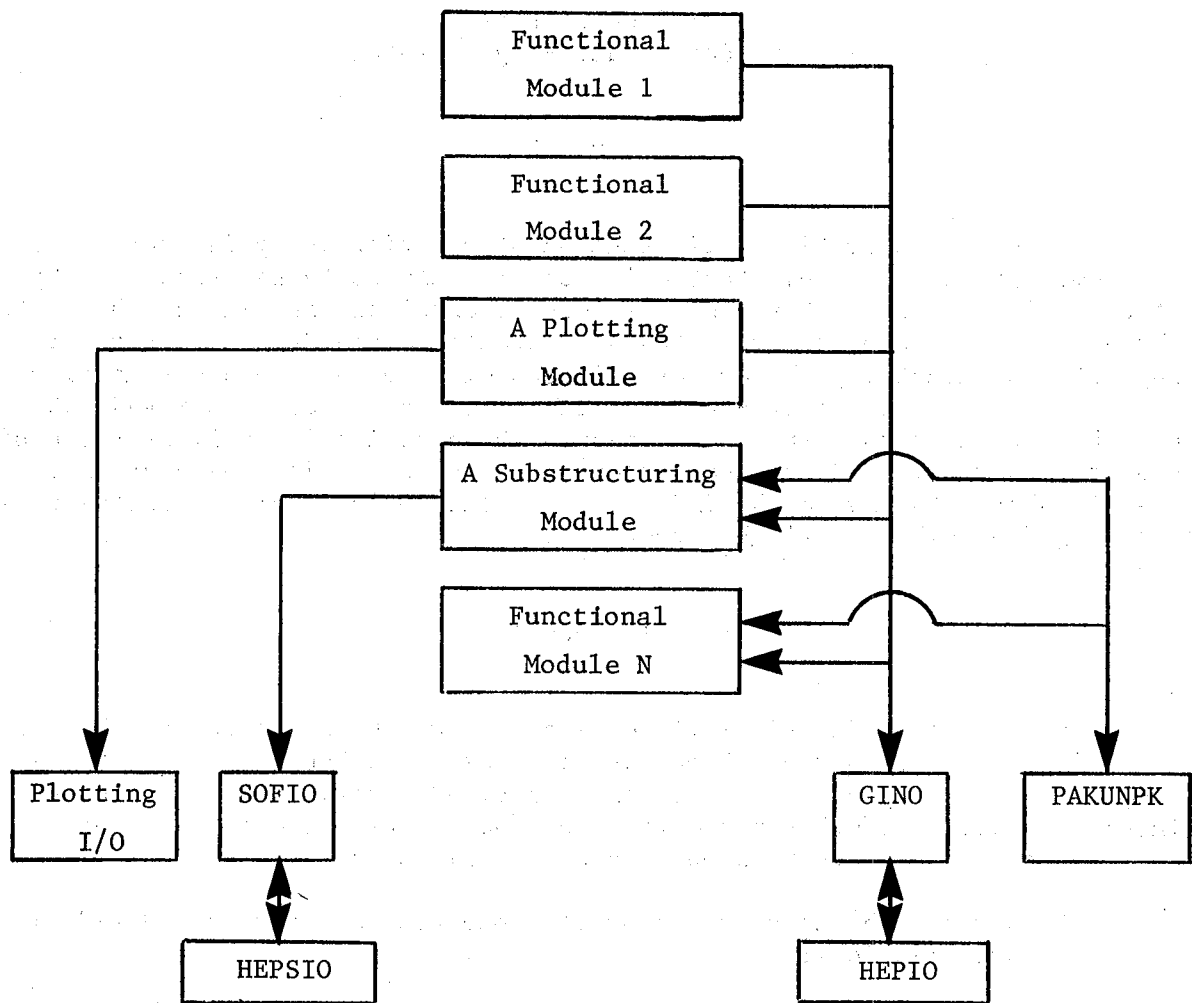 Functional
Module 1
Functional
Module 2
A Plotting
Module
A Substructuring
Module
Functional
Module N
Plotting
I/O
SOFIO
GINO
PAKUNPK
HEPSIO
HEPIO